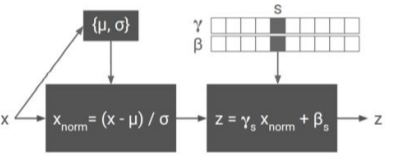 s
{μ, σ}
γ
β
x
x_norm = (x - μ) / σ
z = γ_s x_norm + β_s
z